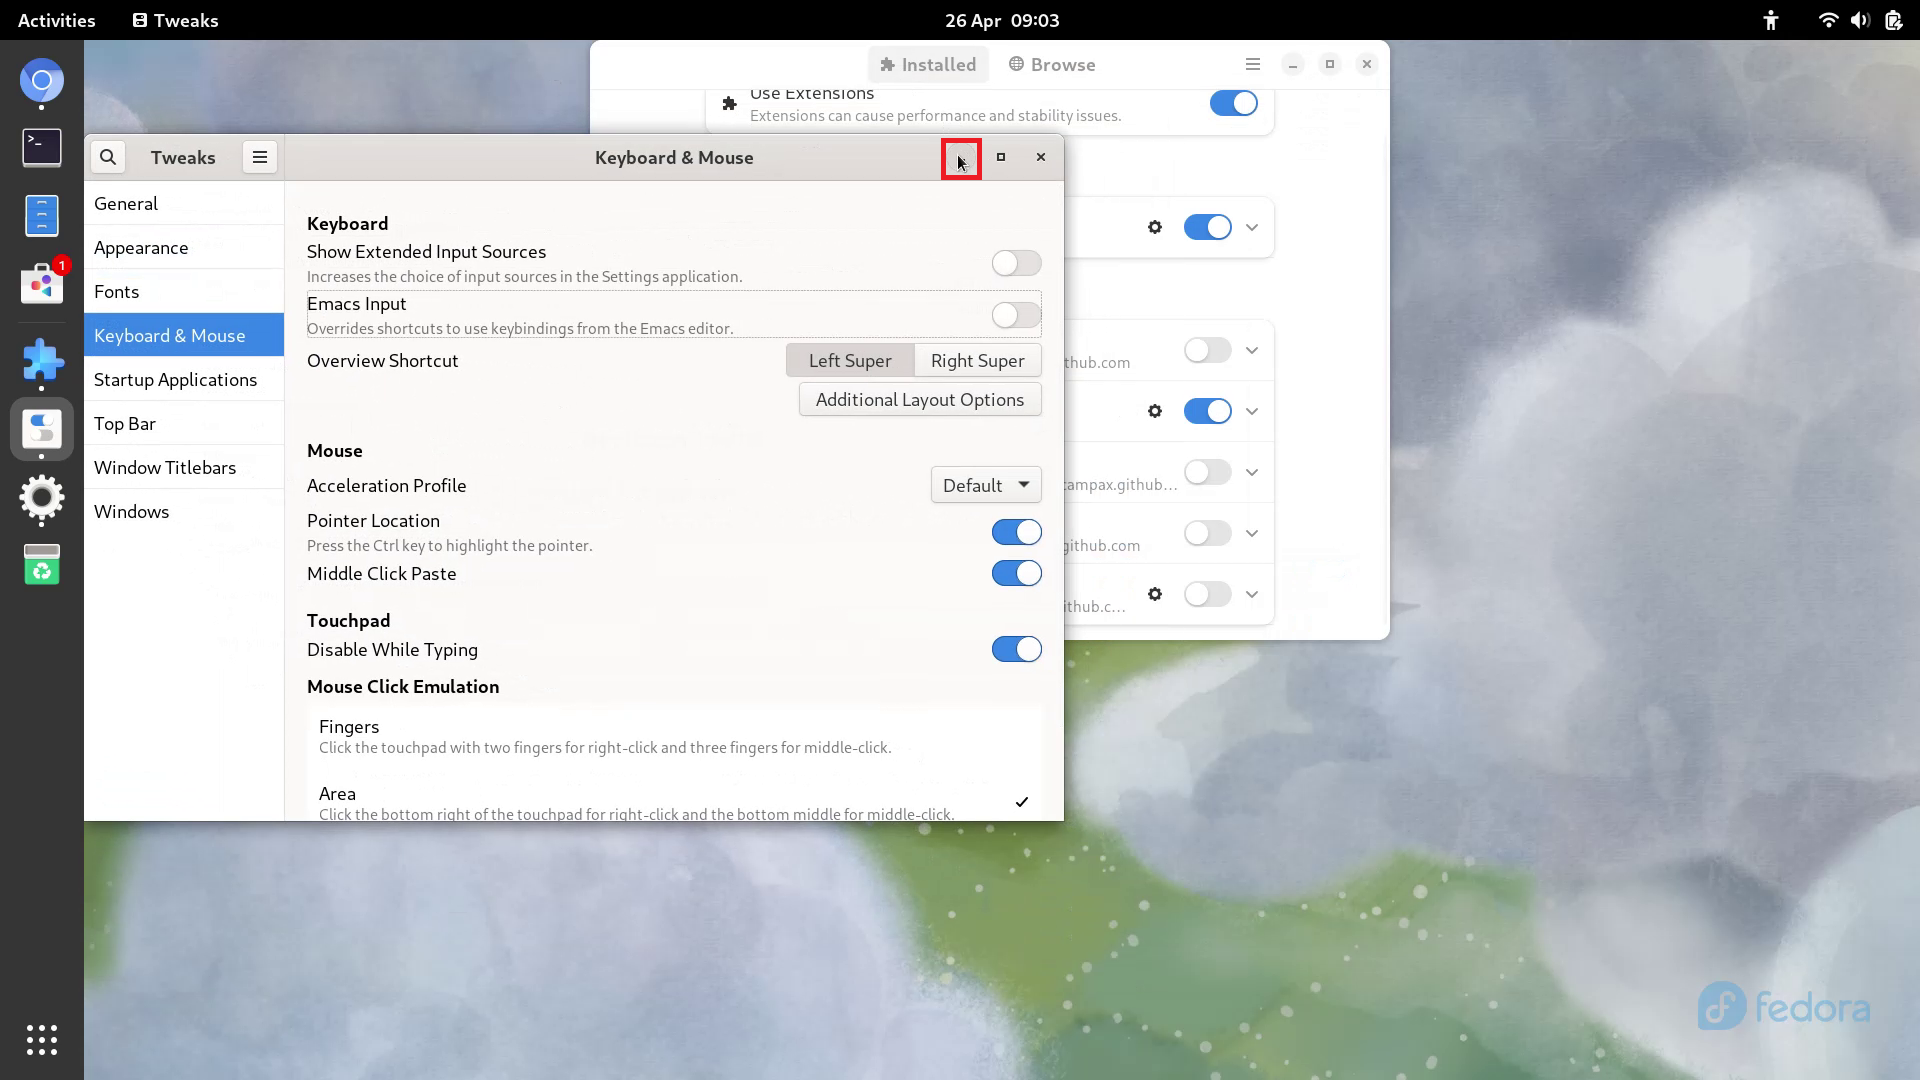 Activities
Tweaks
26 Apr 09:03
Installed
Browse
Use Extensions
Extensions can cause performance and stability issues.
Tweaks
Keyboard & Mouse
General
Appearance
Fonts
Keyboard & Mouse
Startup Applications
Top Bar
Window Titlebars
Windows
Keyboard
Show Extended Input Sources
Increases the choice of input sources in the Settings application.
Emacs Input
Overrides shortcuts to use keybindings from the Emacs editor.
Overview Shortcut
Left Super
Right Super
Additional Layout Options
Mouse
Acceleration Profile
Default
Pointer Location
Press the Ctrl key to highlight the pointer.
Middle Click Paste
Touchpad
Disable While Typing
Mouse Click Emulation
Fingers
Click the touchpad with two fingers for right-click and three fingers for middle-click.
Area
Click the bottom right of the touchpad for right-click and the bottom middle for middle-click.
thub.com
campax.github...
github.com
ithub.c...
1
>_
fedora